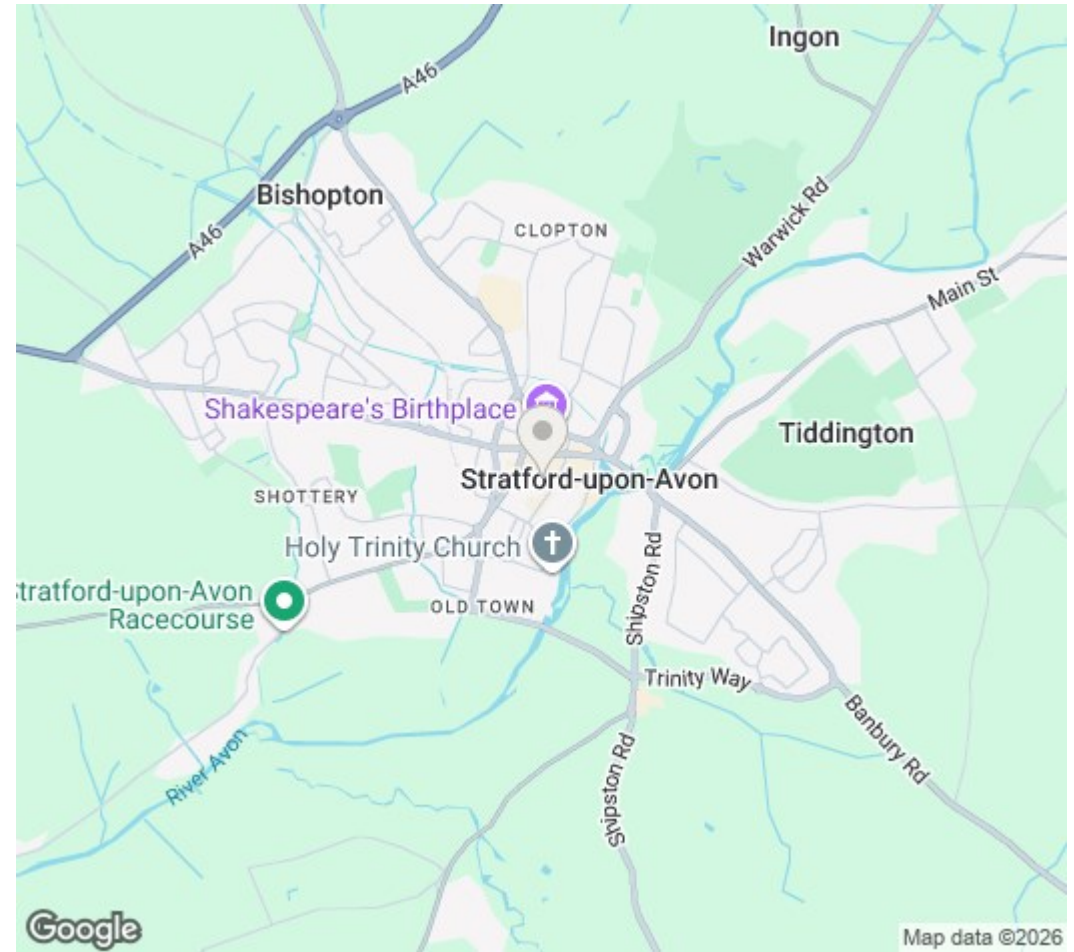 Ingon
A46
Bishopton
CLOPTON
A46
Warwick Rd
Main St
Shakespeare's Birthplace
Tiddington
Stratford-upon-Avon
SHOTTERY
Holy Trinity Church
Stratford-upon-Avon
Racecourse
OLD TOWN
Shipston Rd
Trinity Way
Banbury Rd
River Avon
Shipston Rd
Google
Map data ©2026